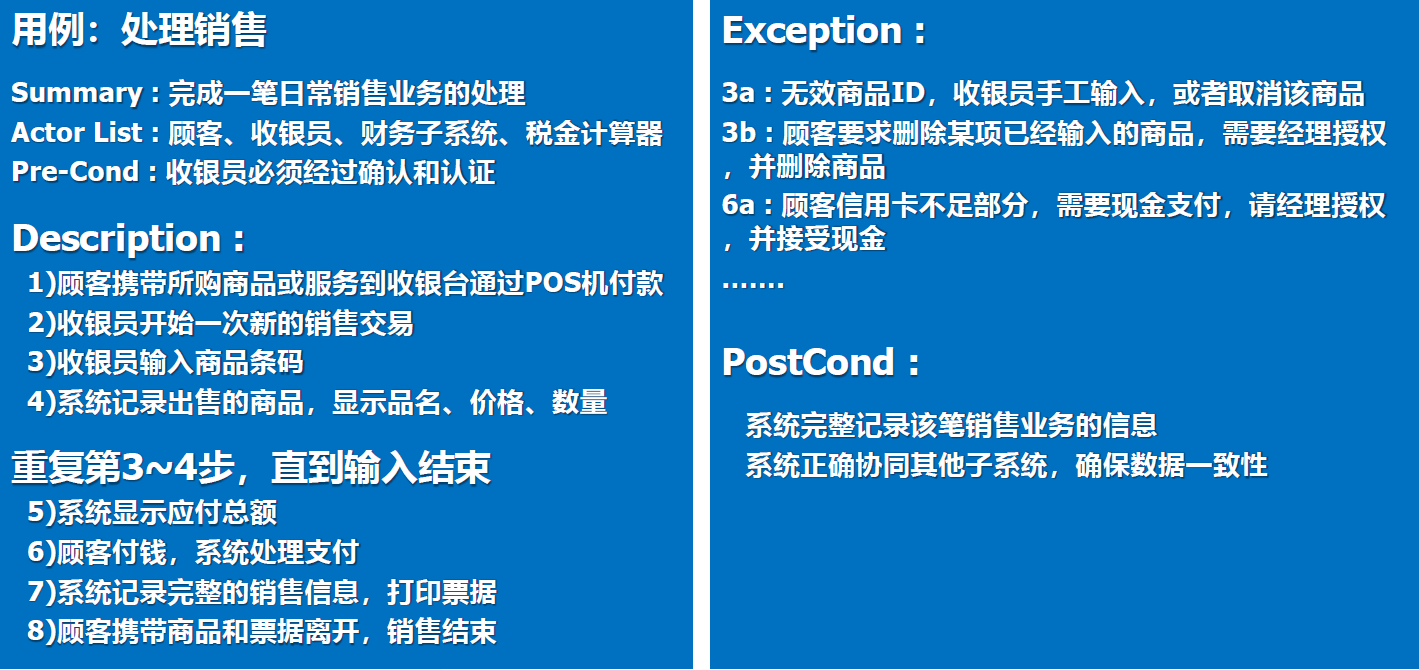 用例：处理销售
Summary：完成一笔日常销售业务的处理
Actor List：顾客、收银员、财务子系统、税金计算器
Pre-Cond：收银员必须经过确认和认证
Description：
1)顾客携带所购商品或服务到收银台通过POS机付款
2)收银员开始一次新的销售交易
3)收银员输入商品条码
4)系统记录出售的商品，显示品名、价格、数量
重复第3~4步，直到输入结束
5)系统显示应付总额
6)顾客付钱，系统处理支付
7)系统记录完整的销售信息，打印票据
8)顾客携带商品和票据离开，销售结束
Exception：
3a：无效商品ID，收银员手工输入，或者取消该商品
3b：顾客要求删除某项已经输入的商品，需要经理授权
，并删除商品
6a：顾客信用卡不足部分，需要现金支付，请经理授权
，并接受现金
.......
PostCond：
系统完整记录该笔销售业务的信息
系统正确协同其他子系统，确保数据一致性